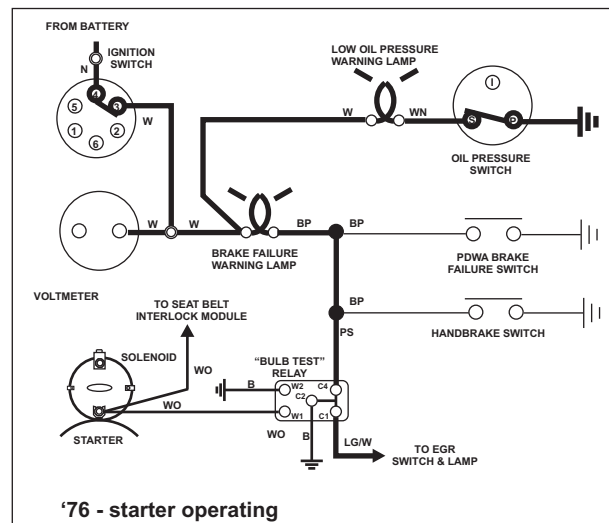 FROM BATTERY
IGNITION
SWITCH
N
4
5
3
W
1
2
6
LOW OIL PRESSURE
WARNING LAMP
W
WN
I
S
P
OIL PRESSURE
SWITCH
W
W
BP
BP
BRAKE FAILURE
WARNING LAMP
PDWA BRAKE
FAILURE SWITCH
VOLTMETER
TO SEAT BELT
INTERLOCK MODULE
BP
PS
HANDBRAKE SWITCH
SOLENOID
WO
"BULB TEST"
RELAY
B
W2
C4
C2
WO
W1
C1
STARTER
WO
B
LG/W
TO EGR
SWITCH & LAMP
‘76 - starter operating